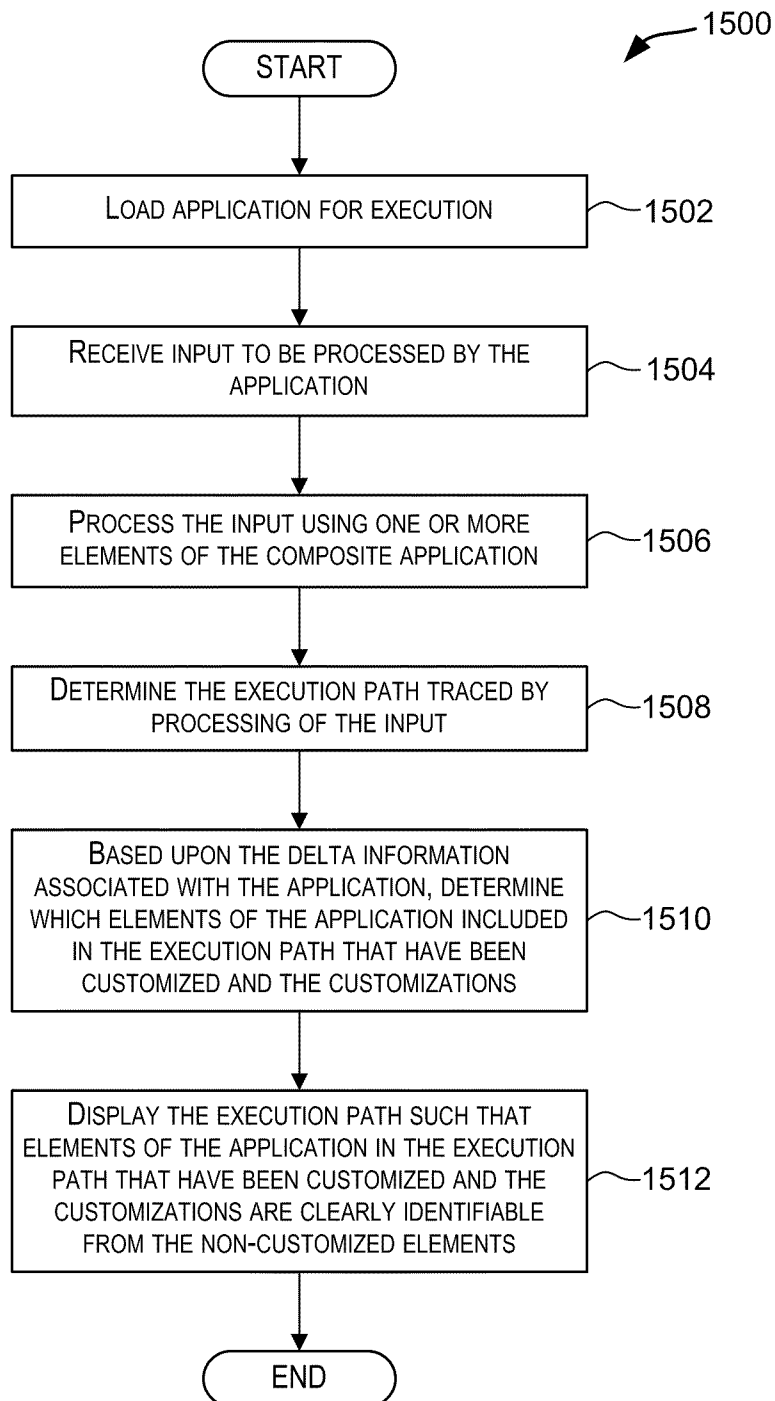 1500
START
LOAD APPLICATION FOR EXECUTION
1502
RECEIVE INPUT TO BE PROCESSED BY THE
APPLICATION
1504
PROCESS THE INPUT USING ONE OR MORE
ELEMENTS OF THE COMPOSITE APPLICATION
1506
DETERMINE THE EXECUTION PATH TRACED BY
PROCESSING OF THE INPUT
1508
BASED UPON THE DELTA INFORMATION
ASSOCIATED WITH THE APPLICATION, DETERMINE
WHICH ELEMENTS OF THE APPLICATION INCLUDED
IN THE EXECUTION PATH THAT HAVE BEEN
CUSTOMIZED AND THE CUSTOMIZATIONS
1510
DISPLAY THE EXECUTION PATH SUCH THAT
ELEMENTS OF THE APPLICATION IN THE EXECUTION
PATH THAT HAVE BEEN CUSTOMIZED AND THE
CUSTOMIZATIONS ARE CLEARLY IDENTIFIABLE
FROM THE NON-CUSTOMIZED ELEMENTS
1512
END